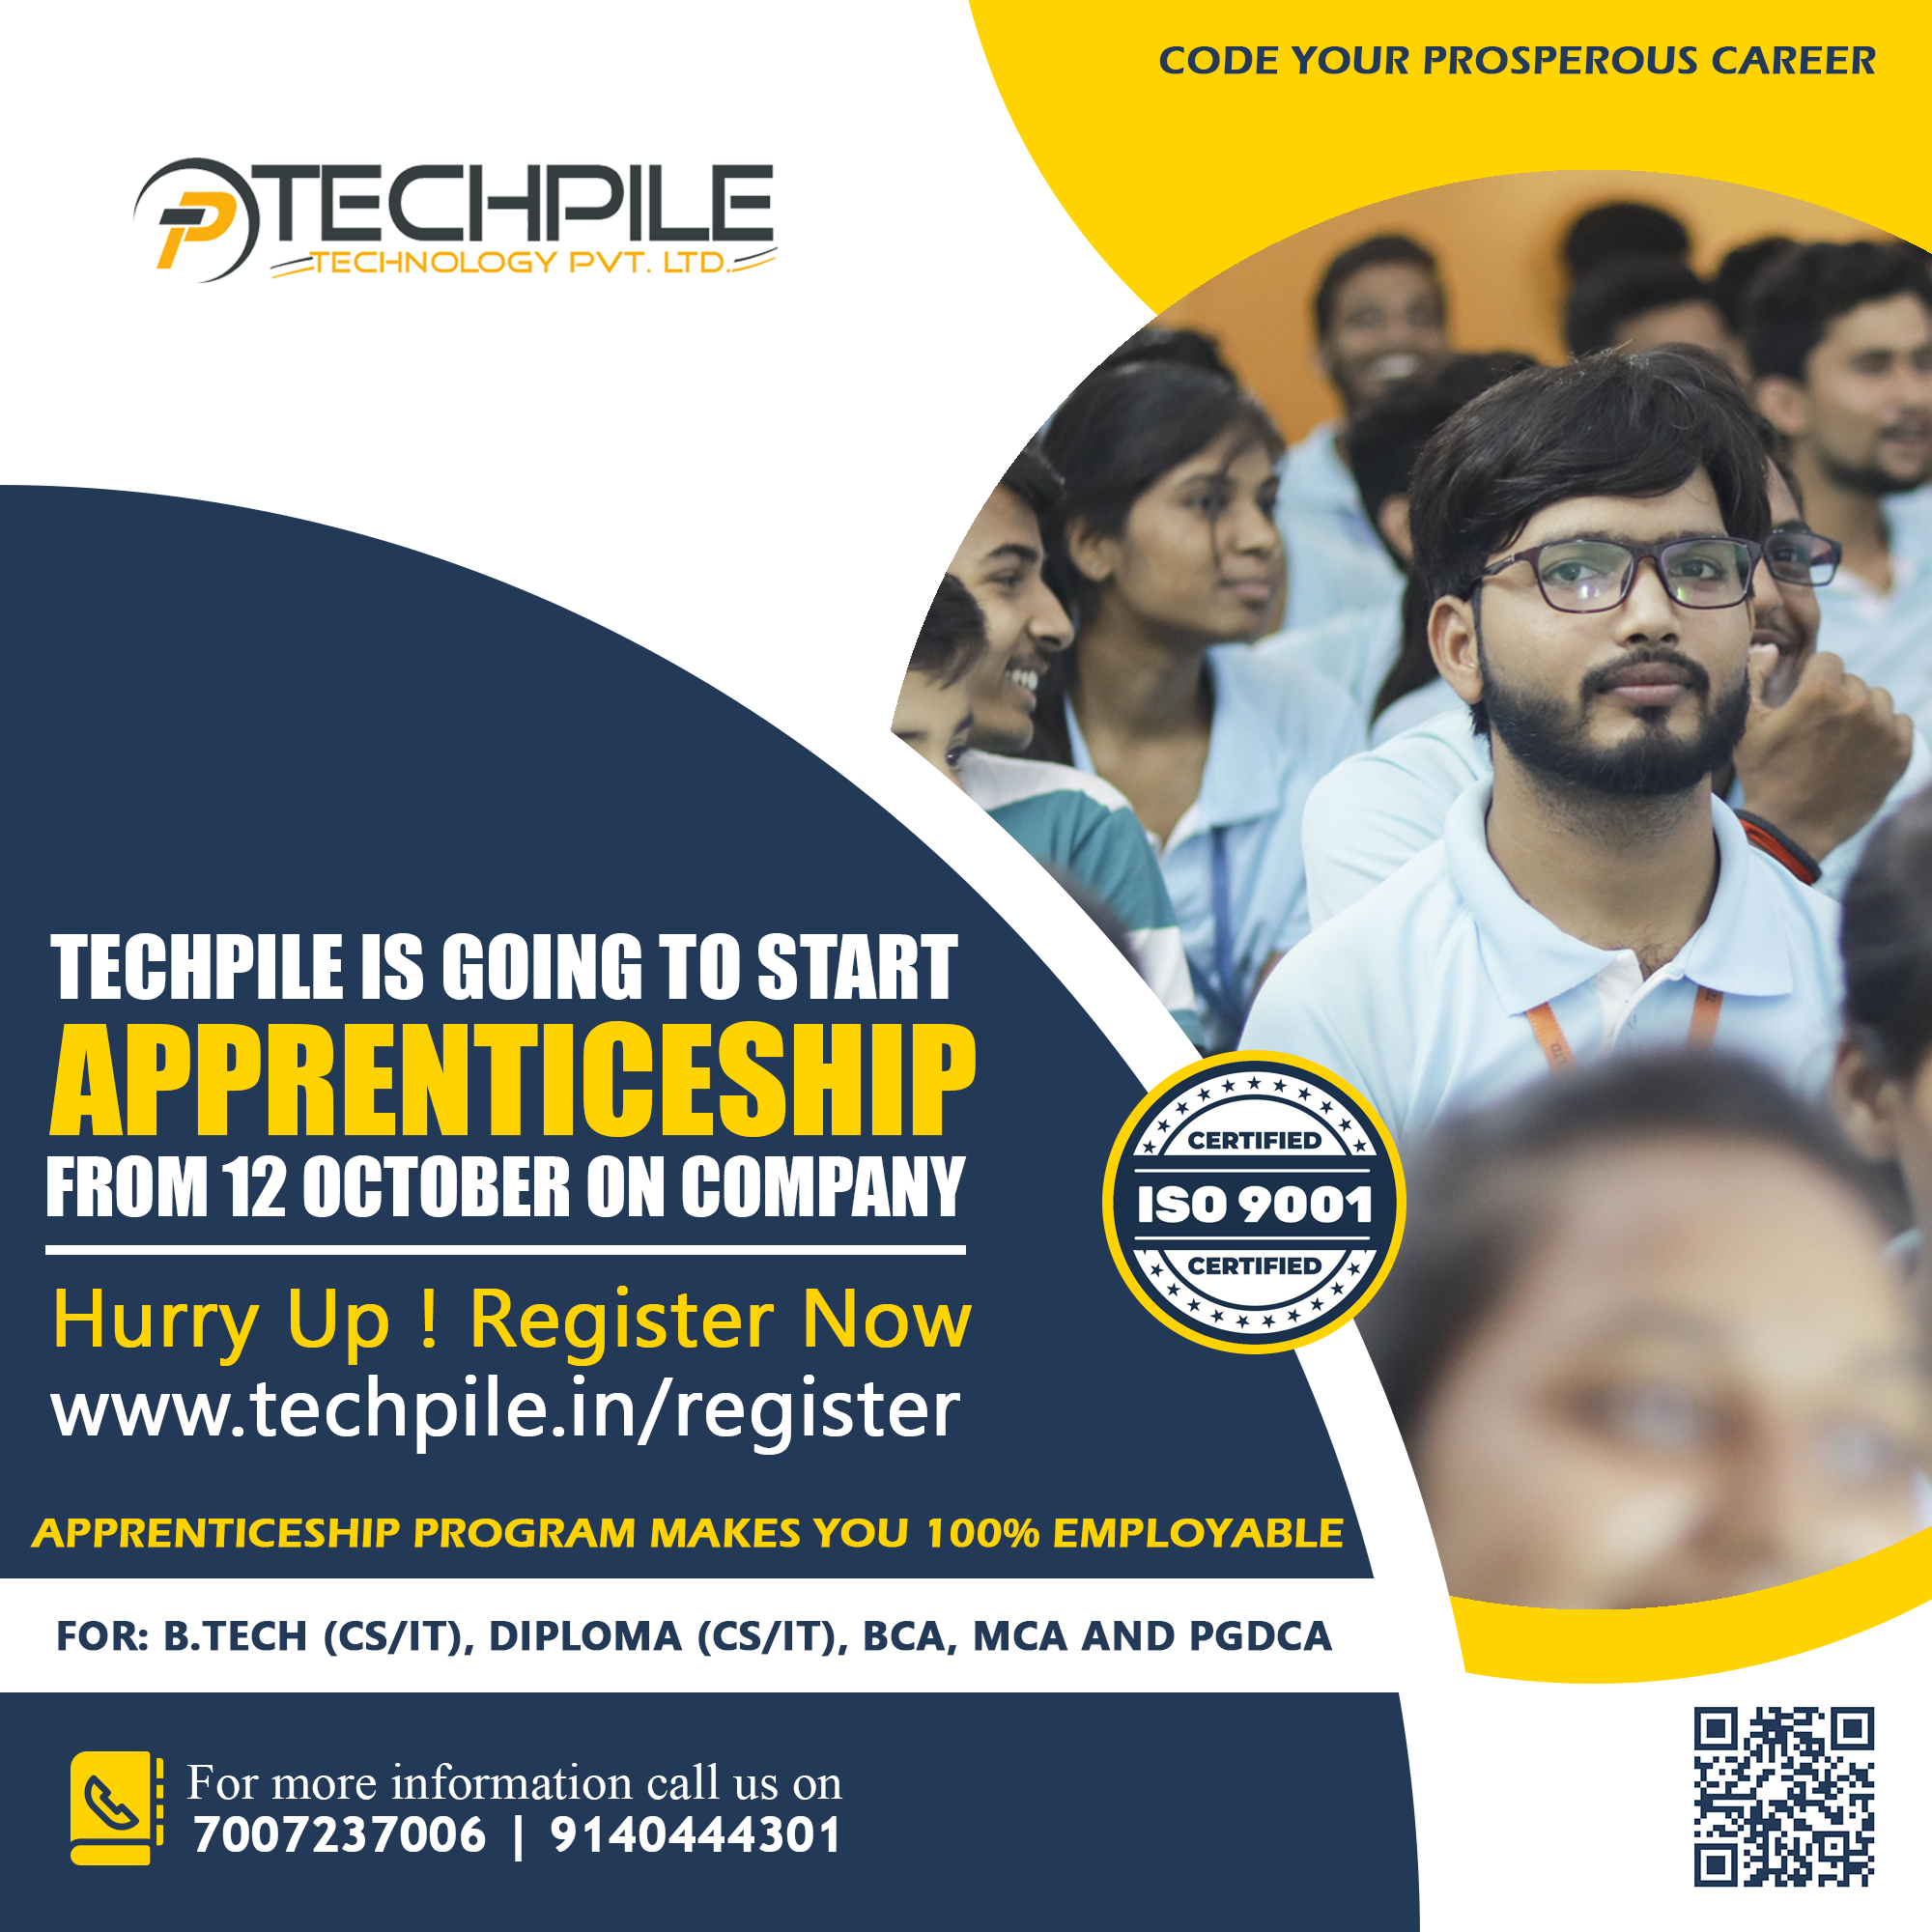 CODE YOUR PROSPEROUS CAREER
TECHPILE
TECHNOLOGY PVT. LTD.
TECHPILE IS GOING TO START
APPRENTICESHIP
FROM 12 OCTOBER ON COMPANY
Hurry Up ! Register Now
www.techpile.in/register
CERTIFIED
ISO 9001
CERTIFIED
APPRENTICESHIP PROGRAM MAKES YOU 100% EMPLOYABLE
FOR: B.TECH (CS/IT), DIPLOMA (CS/IT), BCA, MCA AND PGDCA
For more information call us on
7007237006 | 9140444301